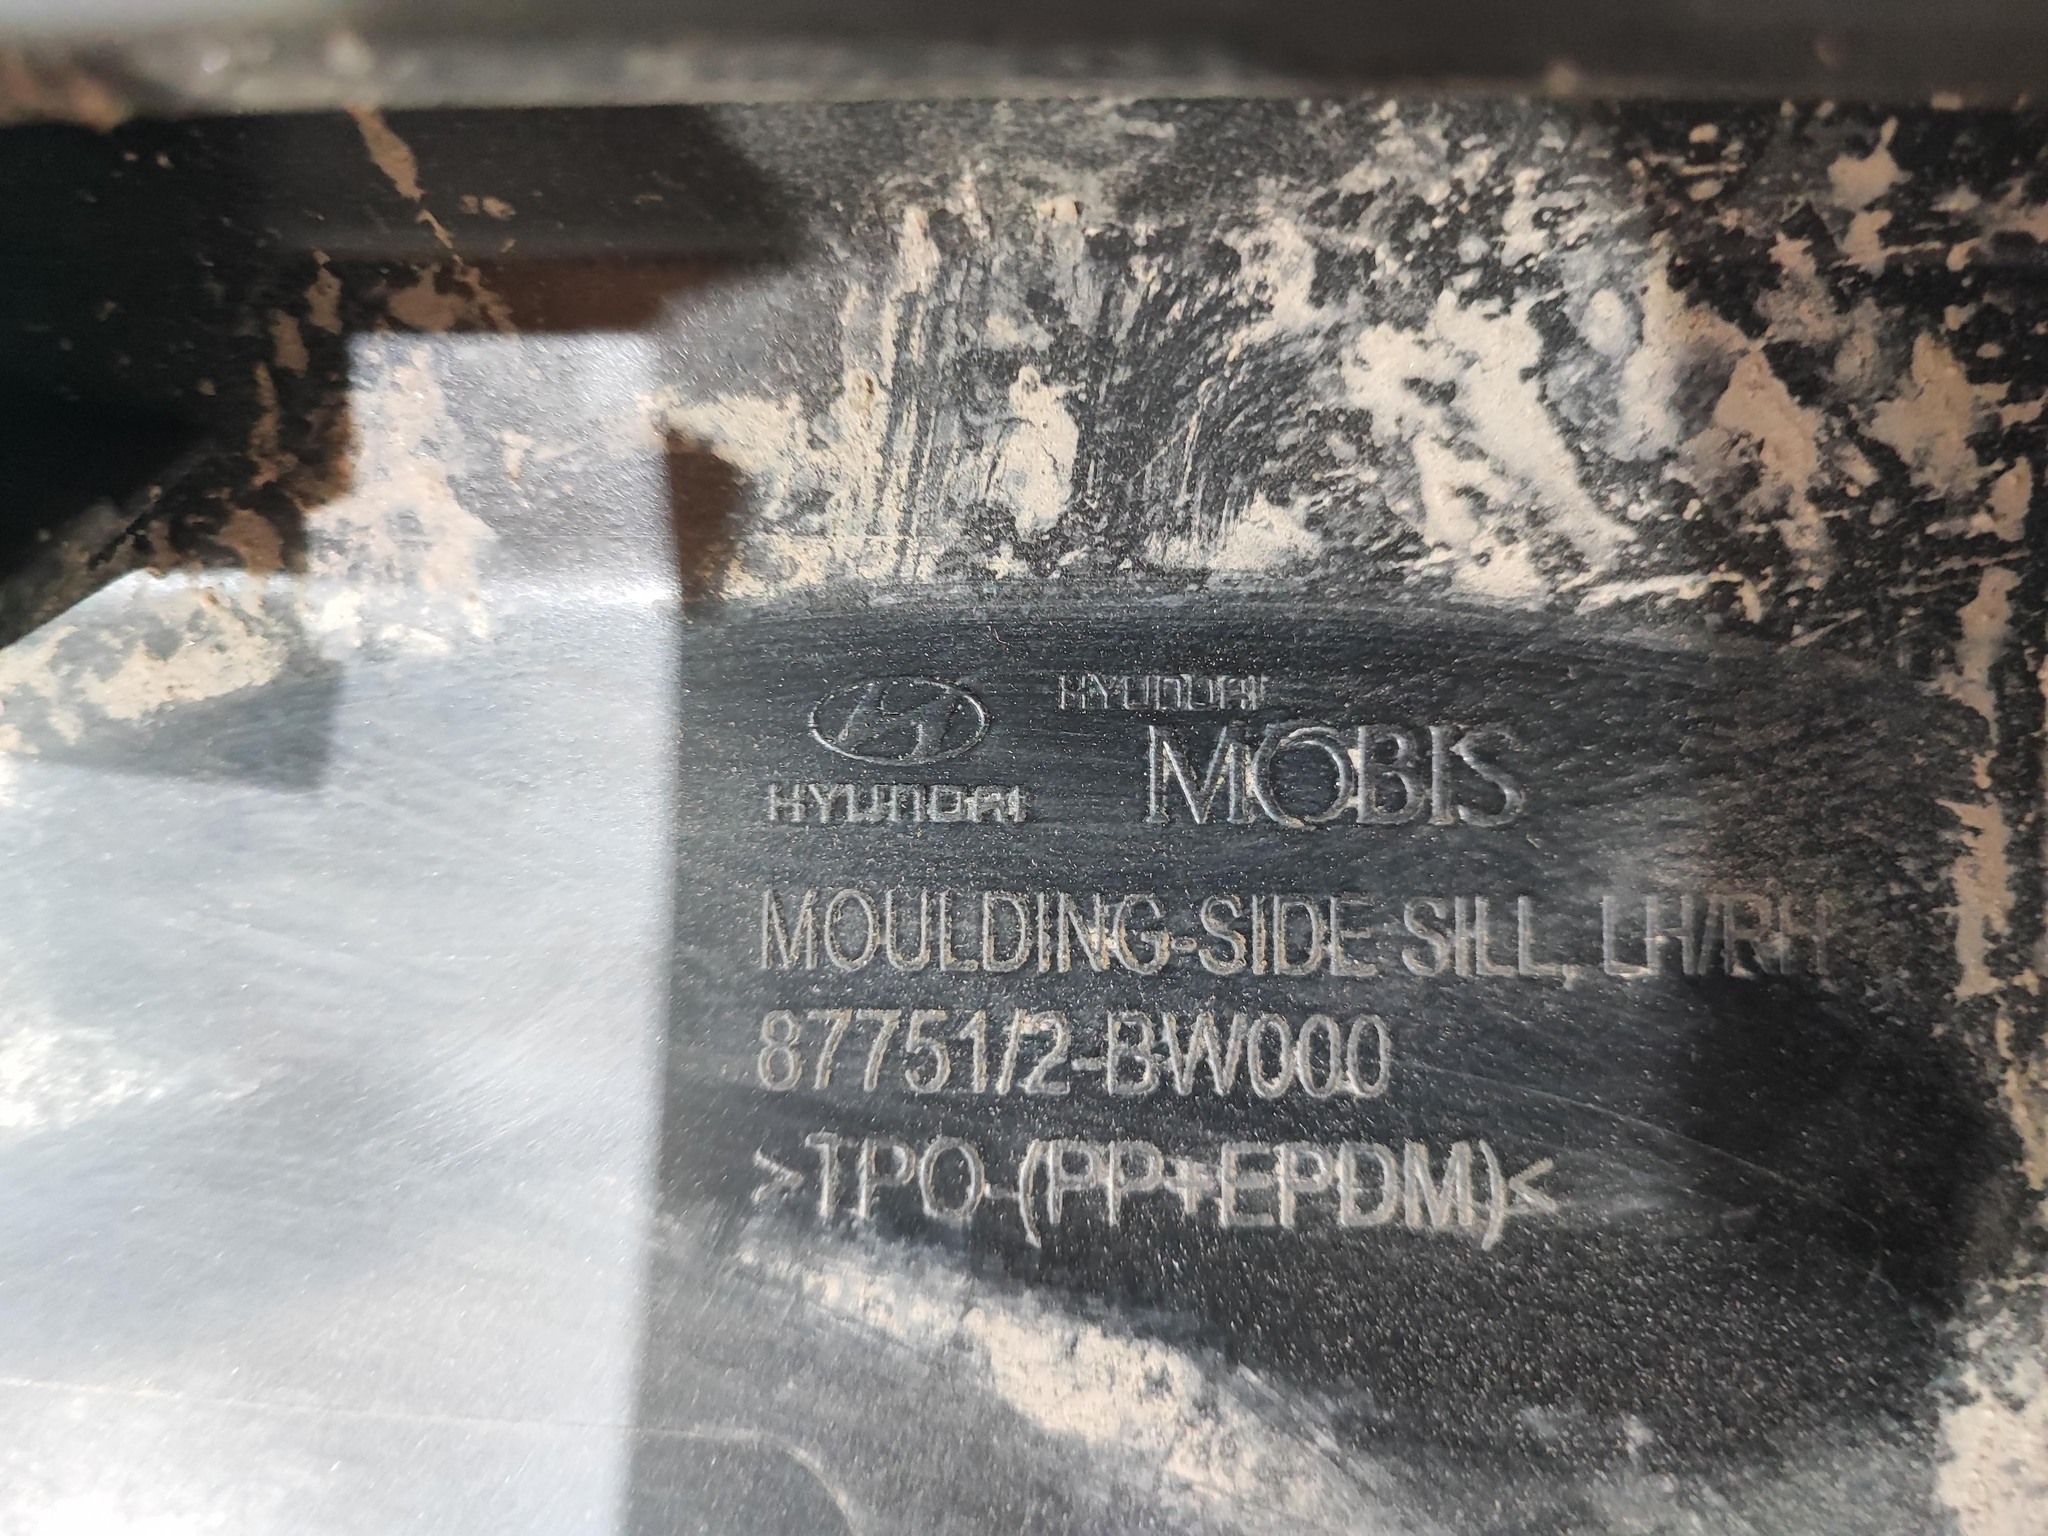 HYUNDAI
HYUNDAI
MOBIS
MOULDING-SIDE SILL, LH/RH
87751/2-BW000
>TPO-(PP+EPDM)<